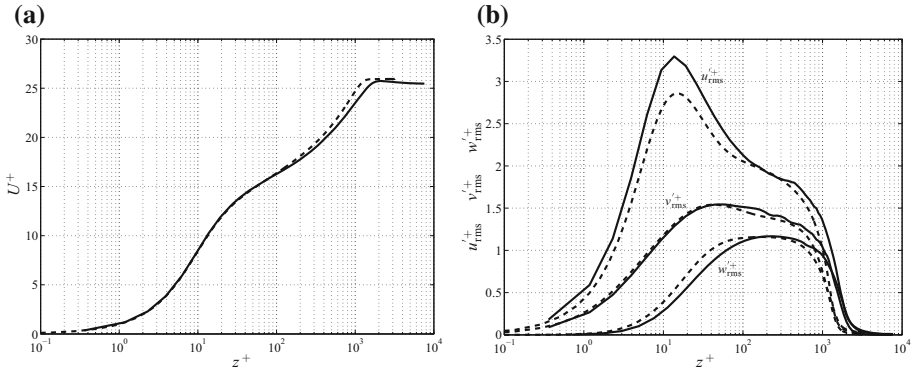 (a)
30
25
20
15
10
5
0
U⁺
10⁻¹ 10⁰ 10¹ 10² 10³ 10⁴
z⁺
(b)
3.5
3
2.5
2
1.5
1
0.5
0
u'⁺rms v'⁺rms w'⁺rms
u'⁺rms
v'⁺rms
w'⁺rms
10⁻¹ 10⁰ 10¹ 10² 10³ 10⁴
z⁺